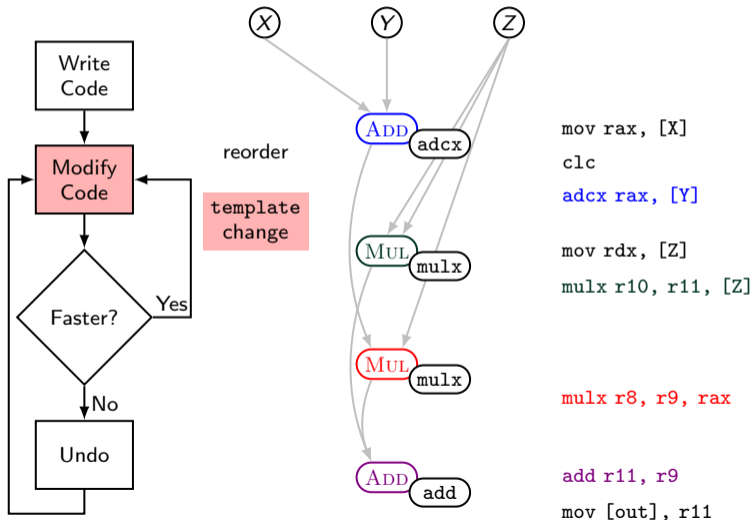 X
Y
Z
Write
Code
Modify
Code
Faster?
Yes
No
Undo
reorder
template
change
ADD
adcx
MUL
mulx
MUL
mulx
ADD
add
mov rax, [X]
clc
adcx rax, [Y]
mov rdx, [Z]
mulx r10, r11, [Z]
mulx r8, r9, rax
add r11, r9
mov [out], r11